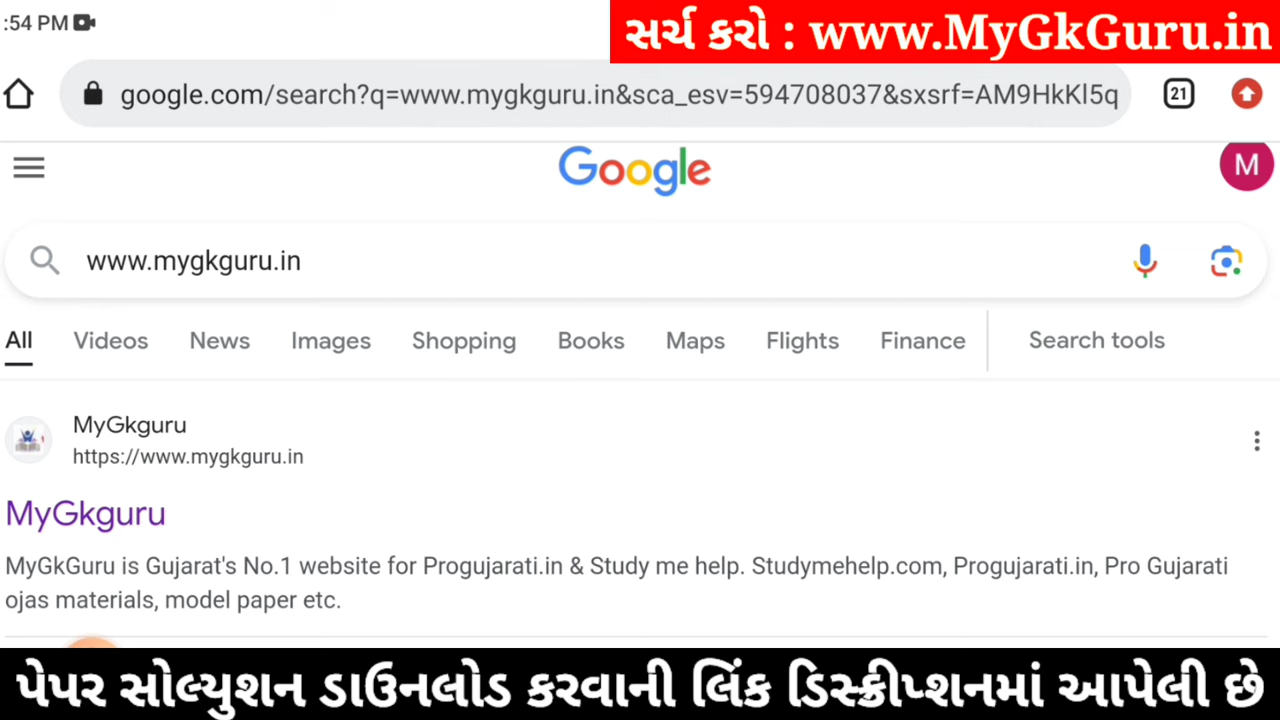 :54 PM
સર્ચ કરો : www.MyGkGuru.in
google.com/search?q=www.mygkguru.in&sca_esv=594708037&sxsrf=AM9HkKl5q
21
Google
M
www.mygkguru.in
All Videos News Images Shopping Books Maps Flights Finance Search tools
MyGkguru
https://www.mygkguru.in
MyGkguru
MyGkGuru is Gujarat's No.1 website for Progujarati.in & Study me help. Studymehelp.com, Progujarati.in, Pro Gujarati
ojas materials, model paper etc.
પેપર સોલ્યુશન ડાઉનલોડ કરવાની લિંક ડિસ્ક્રીપ્શનમાં આપેલી છે